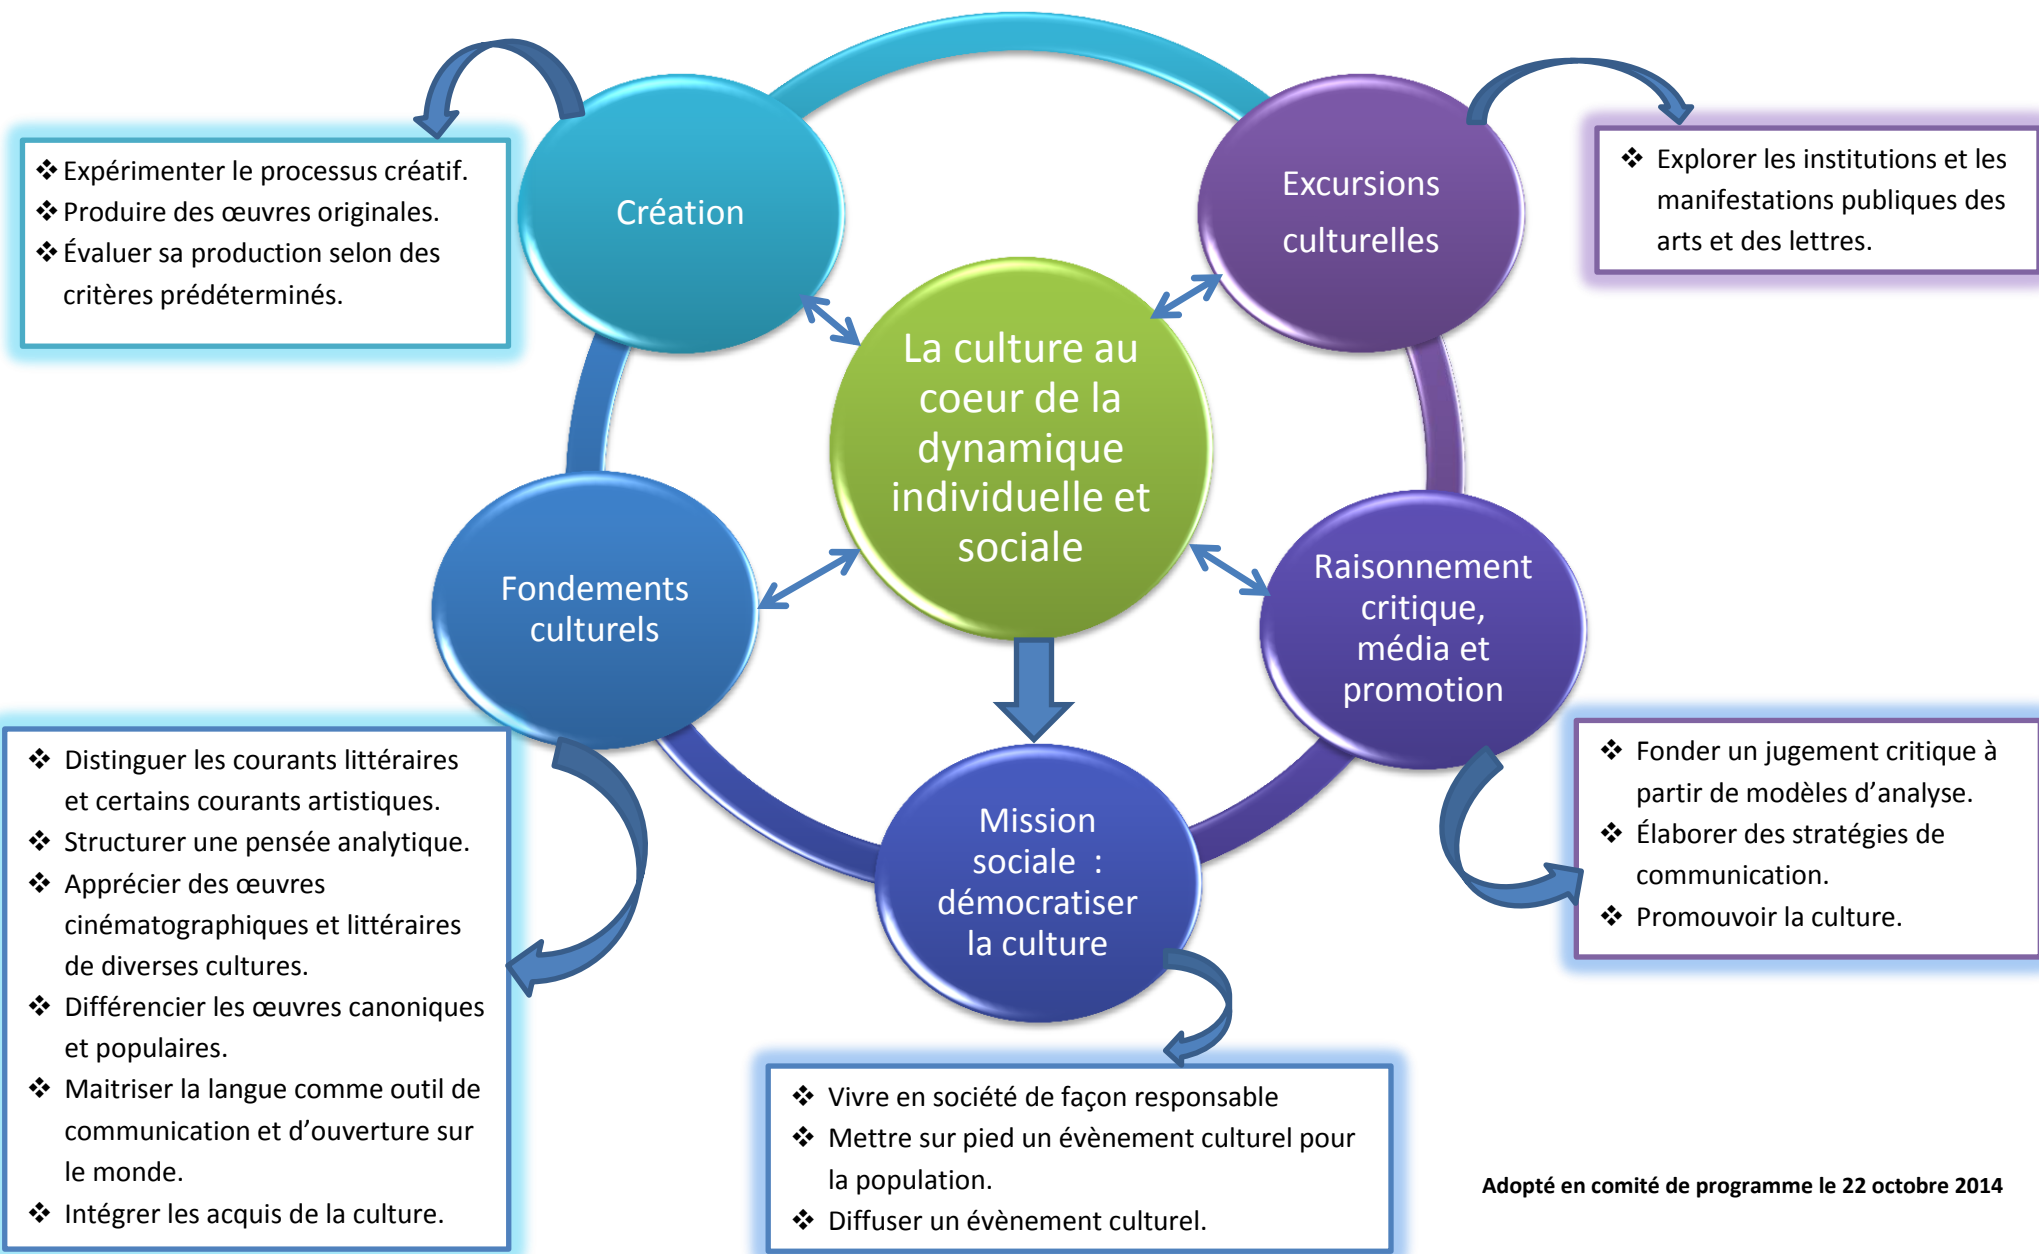 Création
❖ Expérimenter le processus créatif.
❖ Produire des œuvres originales.
❖ Évaluer sa production selon des
critères prédéterminés.
Excursions
culturelles
❖ Explorer les institutions et les
manifestations publiques des
arts et des lettres.
La culture au
coeur de la
dynamique
individuelle et
sociale
Fondements
culturels
❖ Distinguer les courants littéraires
et certains courants artistiques.
❖ Structurer une pensée analytique.
❖ Apprécier des œuvres
cinématographiques et littéraires
de diverses cultures.
❖ Différencier les œuvres canoniques
et populaires.
❖ Maitriser la langue comme outil de
communication et d’ouverture sur
le monde.
❖ Intégrer les acquis de la culture.
Raisonnement
critique,
média et
promotion
❖ Fonder un jugement critique à
partir de modèles d’analyse.
❖ Élaborer des stratégies de
communication.
❖ Promouvoir la culture.
Mission
sociale :
démocratiser
la culture
❖ Vivre en société de façon responsable
❖ Mettre sur pied un évènement culturel pour
la population.
❖ Diffuser un évènement culturel.
Adopté en comité de programme le 22 octobre 2014